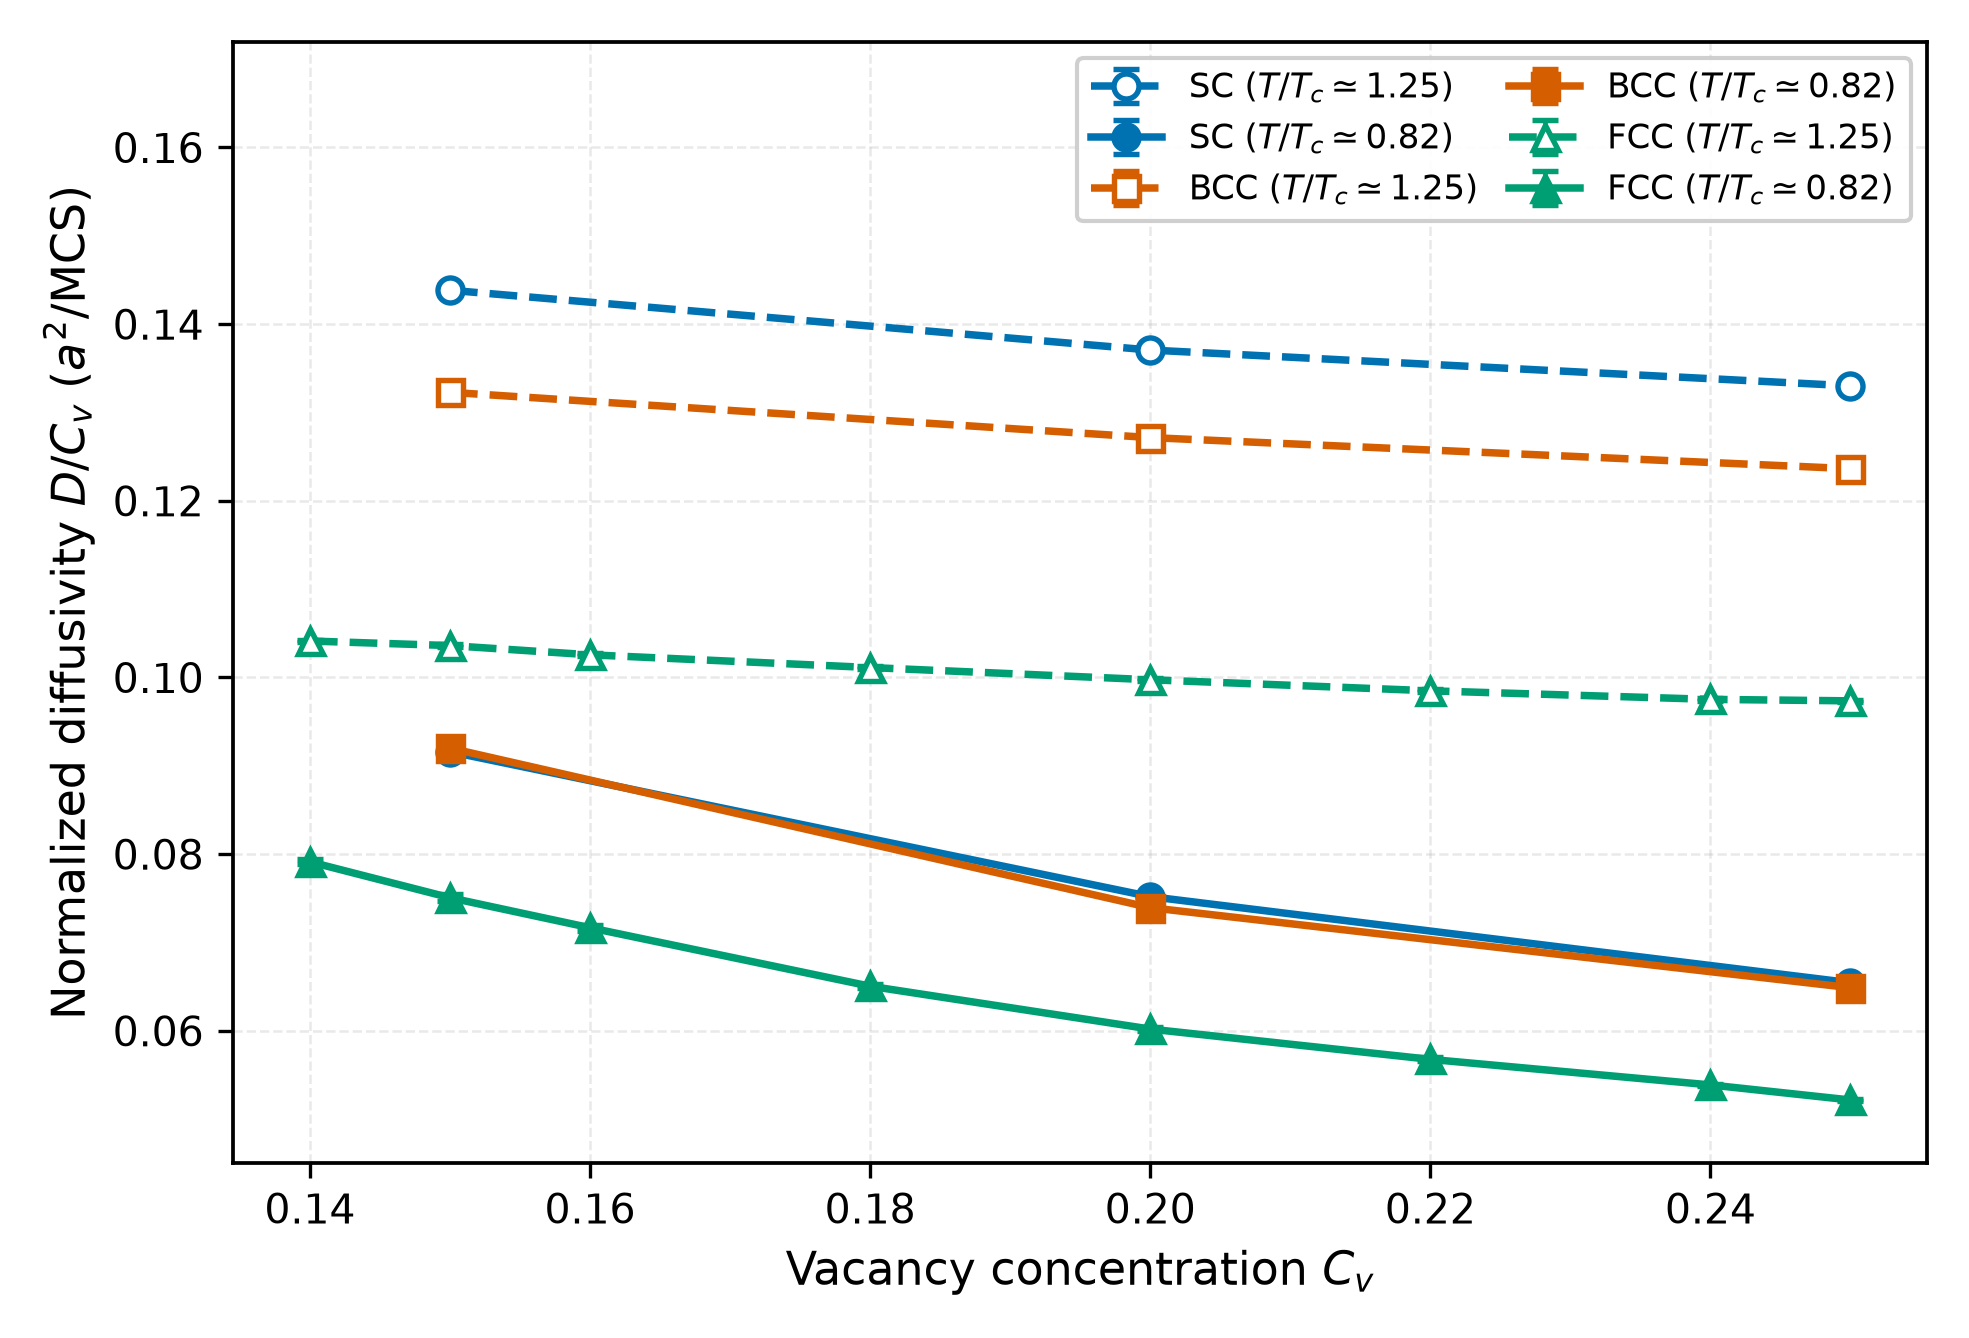 SC (T/T_c ≃ 1.25)
SC (T/T_c ≃ 0.82)
BCC (T/T_c ≃ 1.25)
BCC (T/T_c ≃ 0.82)
FCC (T/T_c ≃ 1.25)
FCC (T/T_c ≃ 0.82)
Normalized diffusivity D/C_v (a²/MCS)
0.16
0.14
0.12
0.10
0.08
0.06
0.14 0.16 0.18 0.20 0.22 0.24
Vacancy concentration C_v